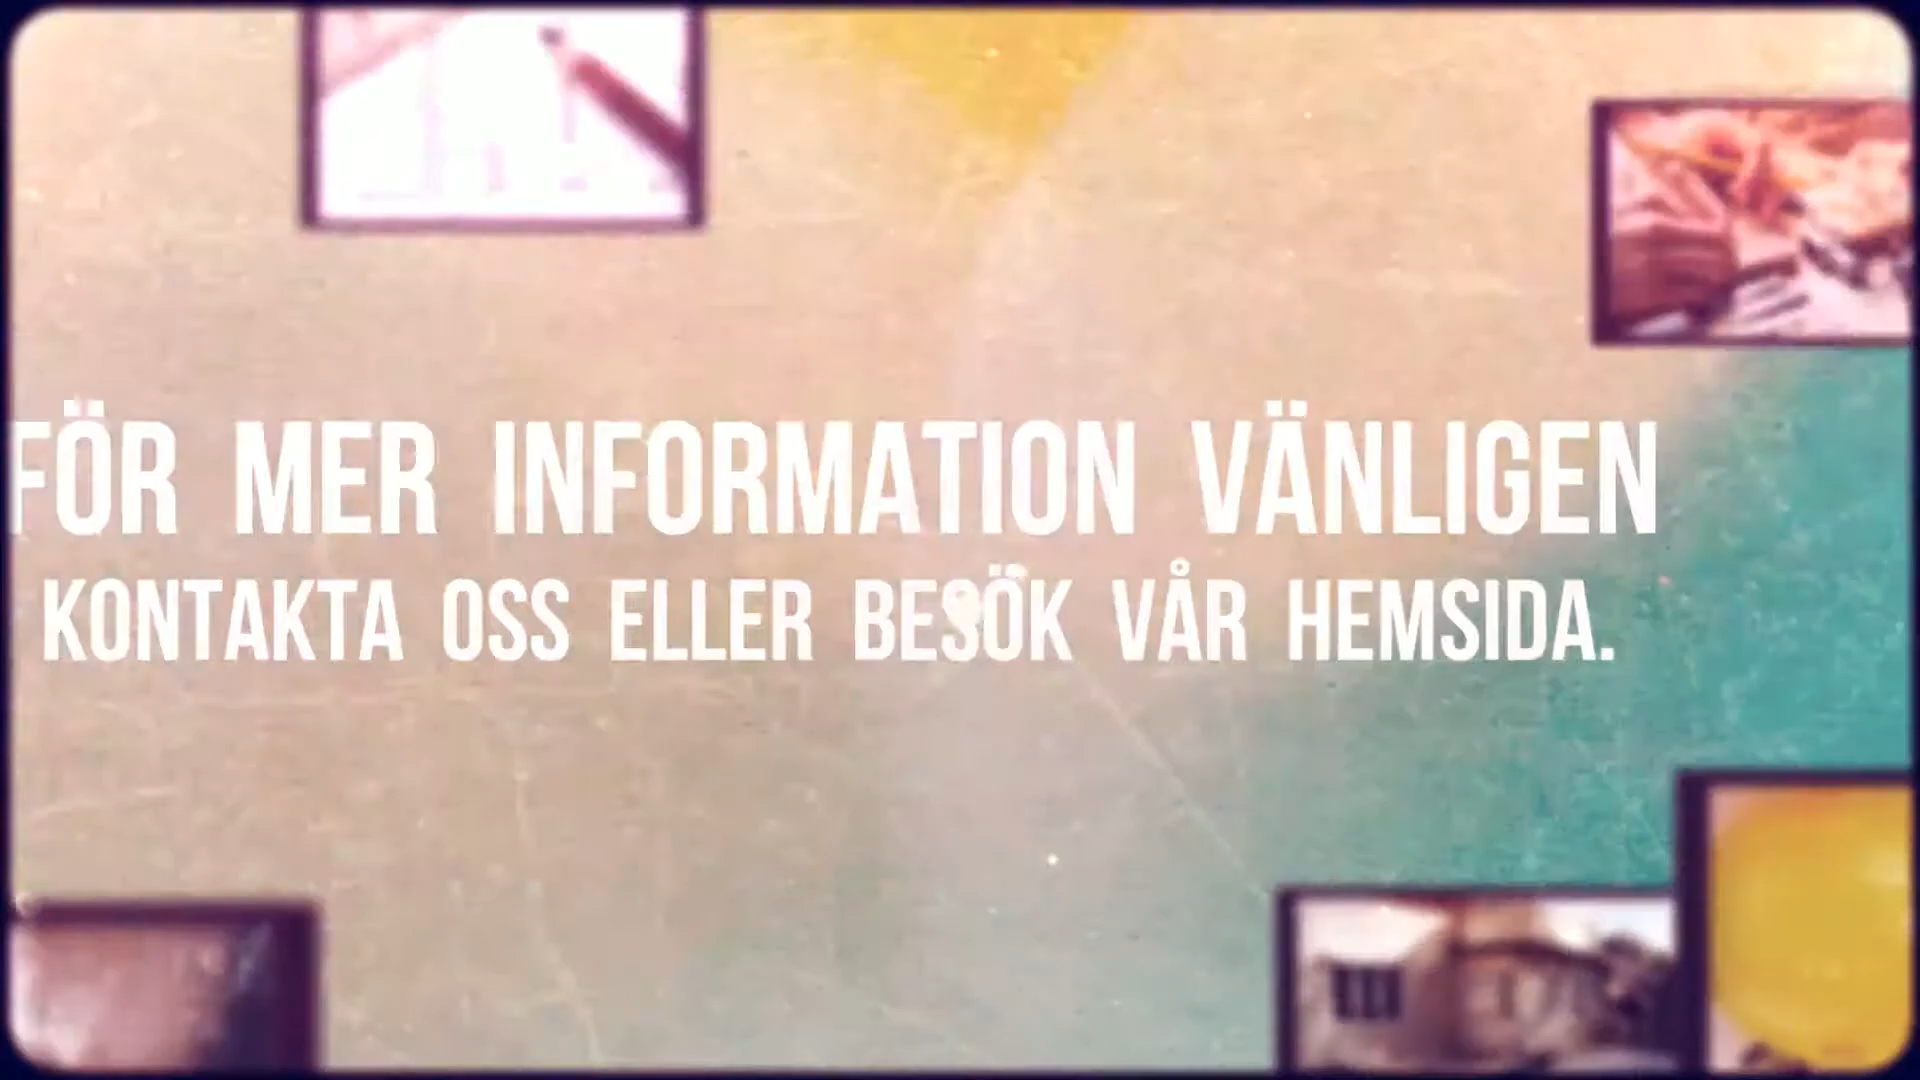 FÖR MER INFORMATION VÄNLIGEN
KONTAKTA OSS ELLER BESÖK VÅR HEMSIDA.